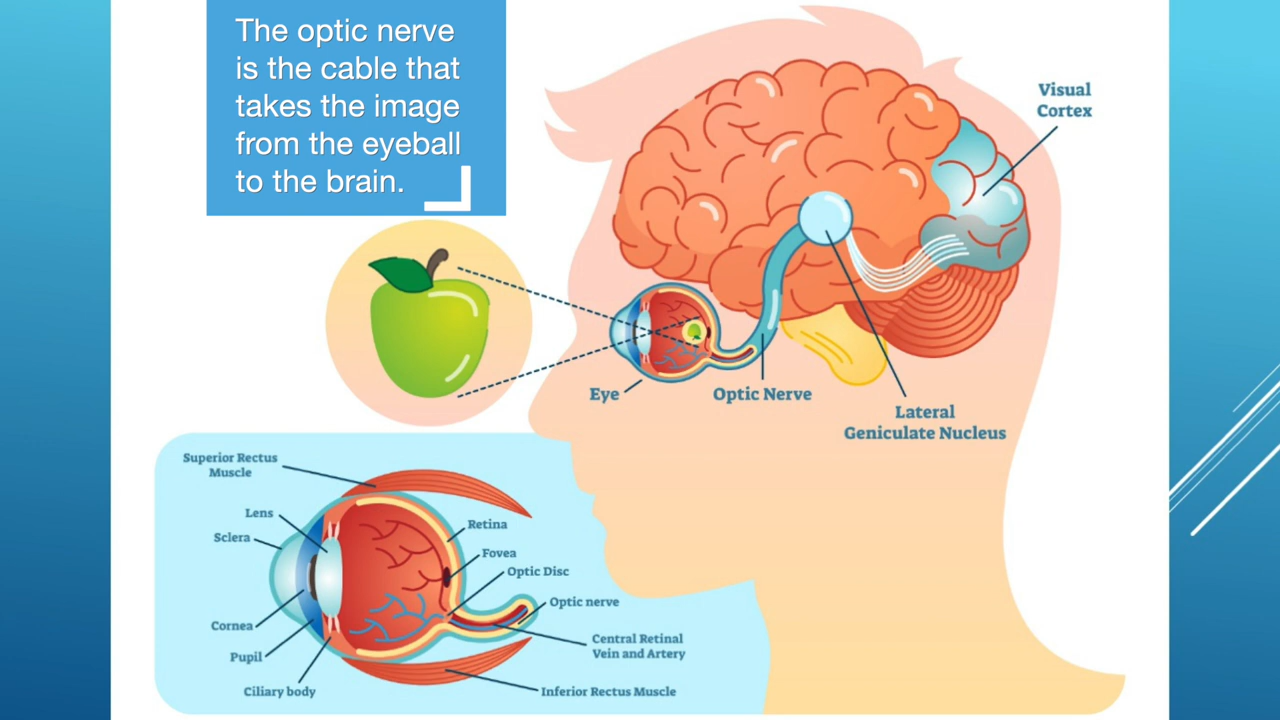 The optic nerve
is the cable that
takes the image
from the eyeball
to the brain.
Visual
Cortex
Eye
Optic Nerve
Lateral
Geniculate Nucleus
Superior Rectus
Muscle
Lens
Sclera
Retina
Fovea
Optic Disc
Optic nerve
Cornea
Pupil
Ciliary body
Central Retinal
Vein and Artery
Inferior Rectus Muscle